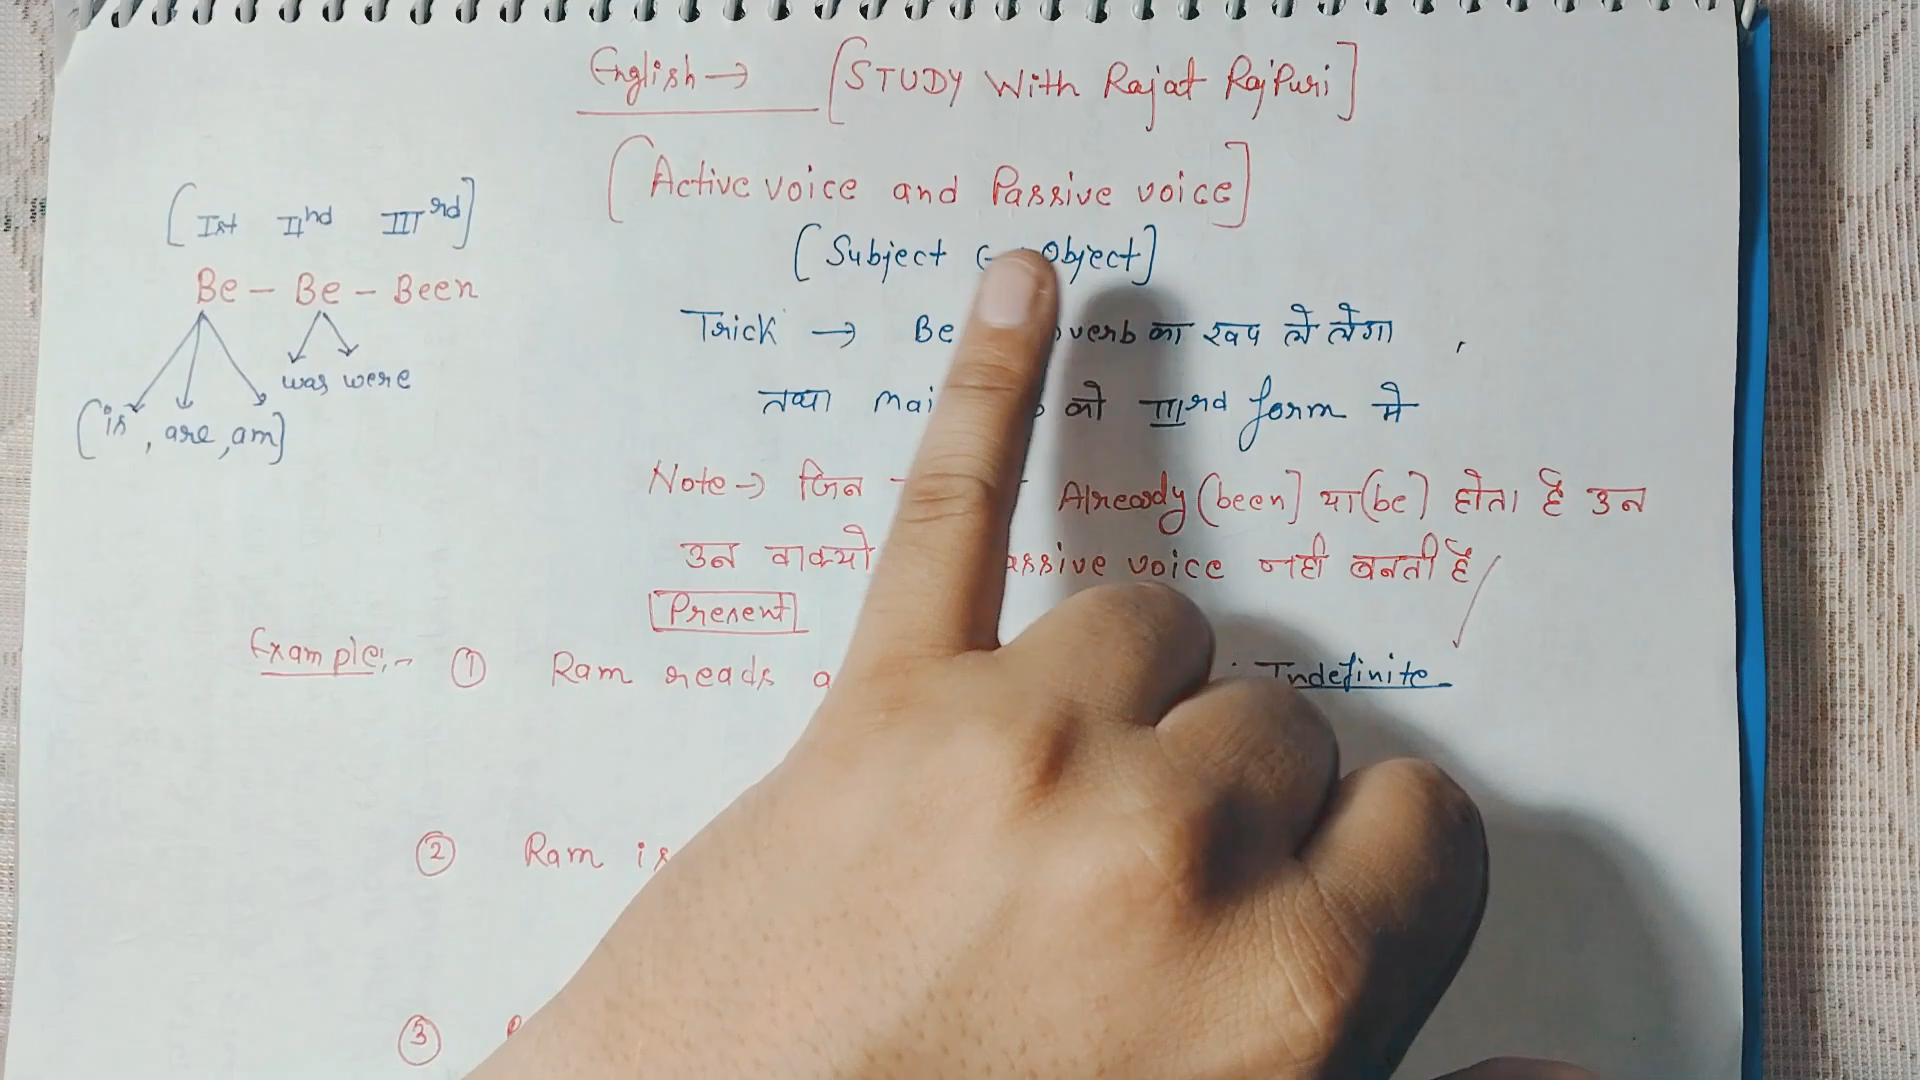 English → [STUDY With Rajat RajPuri]
[Active voice and Passive voice]
[Subject Object]
[Ist IInd IIIrd]
Be - Be - Been
was were
[is, are, am]
Trick → Be verb का रूप ले लेगा ,
तथा को IIIrd form मे
Note → जिन Already (been] या (be] होता है उन
उन वाक्यो voice नही बनती है
Present
Example:- ① Ram reads Indefinite
② Ram is
③